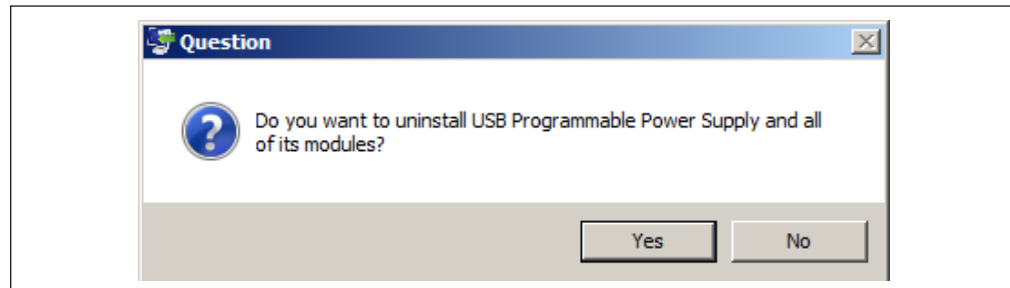 Question
Do you want to uninstall USB Programmable Power Supply and all
of its modules?
Yes
No